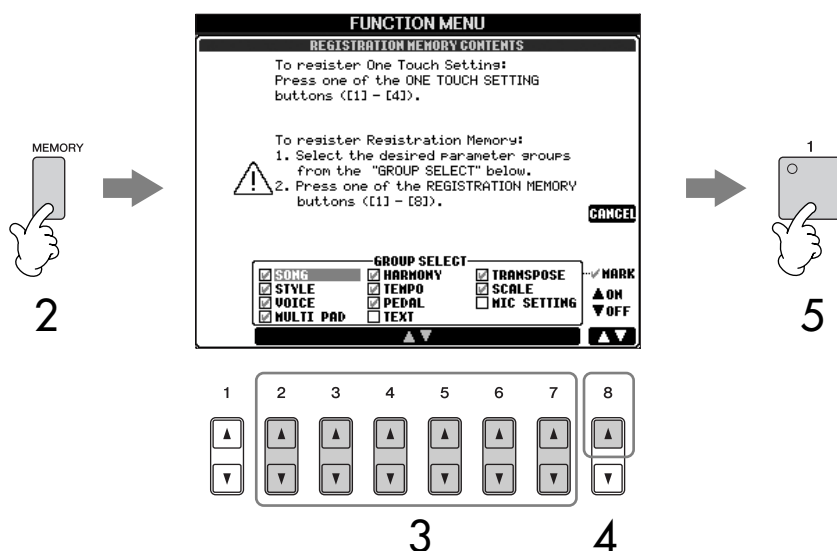 FUNCTION MENU
REGISTRATION MEMORY CONTENTS
To register One Touch Setting:
Press one of the ONE TOUCH SETTING
buttons ([1] - [4]).
To register Registration Memory:
1. Select the desired parameter groups
from the "GROUP SELECT" below.
2. Press one of the REGISTRATION MEMORY
buttons ([1] - [8]).
CANCEL
GROUP SELECT
SONG HARMONY TRANSPOSE
STYLE TEMPO SCALE
VOICE PEDAL MIC SETTING
MULTI PAD TEXT
MARK
▲ON
▼OFF
▲▼ ▲▼
MEMORY
2
1
5
1 2 3 4 5 6 7 8
3 4